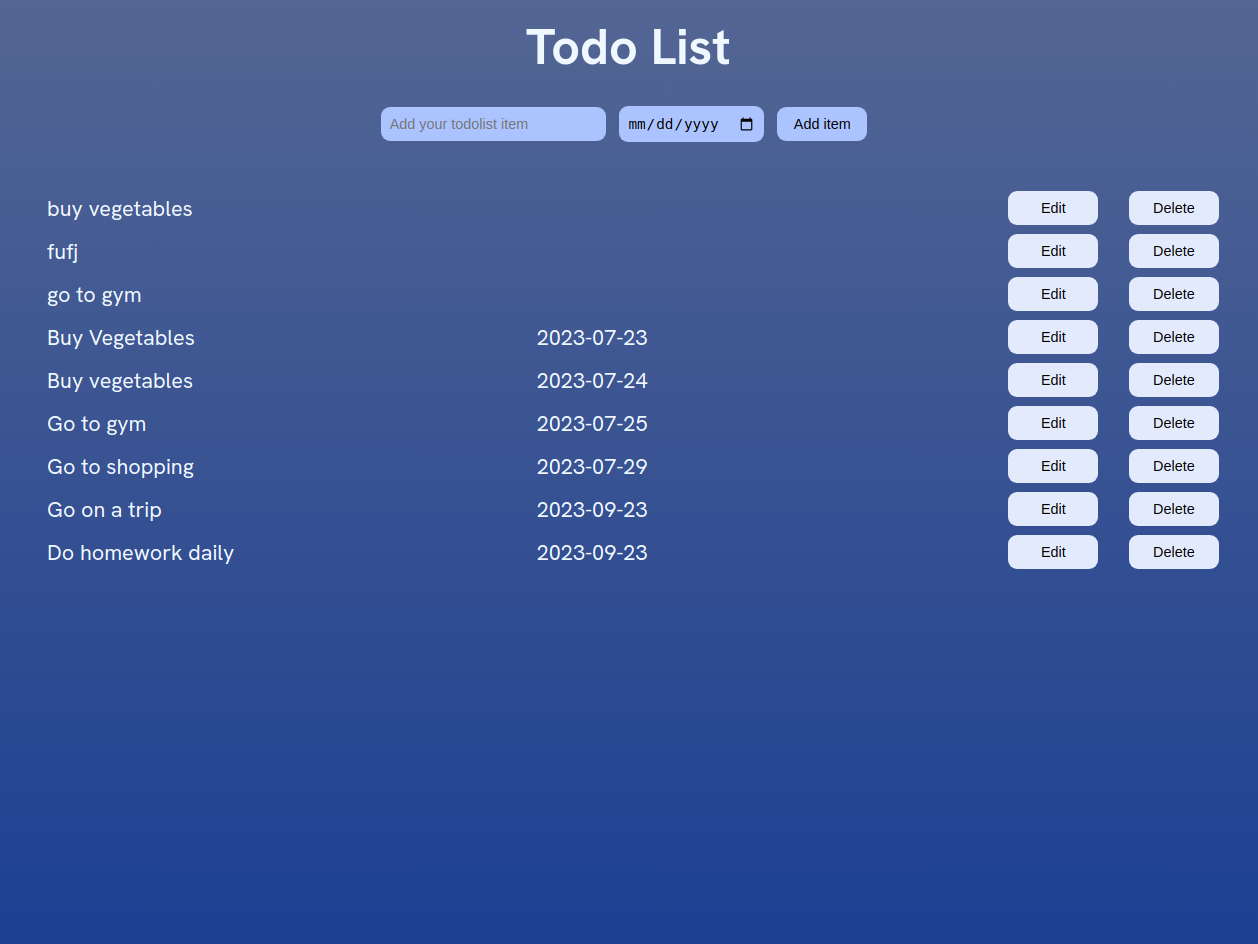 Todo List
Add your todolist item mm/dd/yyyy Add item
buy vegetables Edit Delete
fufj Edit Delete
go to gym Edit Delete
Buy Vegetables 2023-07-23 Edit Delete
Buy vegetables 2023-07-24 Edit Delete
Go to gym 2023-07-25 Edit Delete
Go to shopping 2023-07-29 Edit Delete
Go on a trip 2023-09-23 Edit Delete
Do homework daily 2023-09-23 Edit Delete